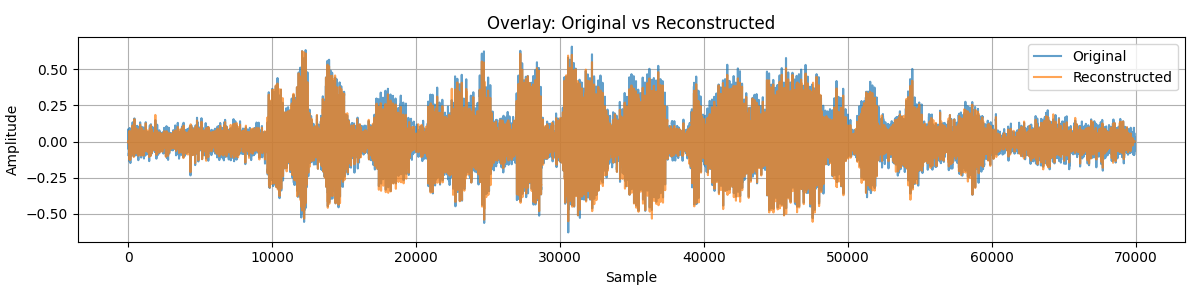 Overlay: Original vs Reconstructed
Original
Reconstructed
Amplitude
0.50
0.25
0.00
−0.25
−0.50
0 10000 20000 30000 40000 50000 60000 70000
Sample